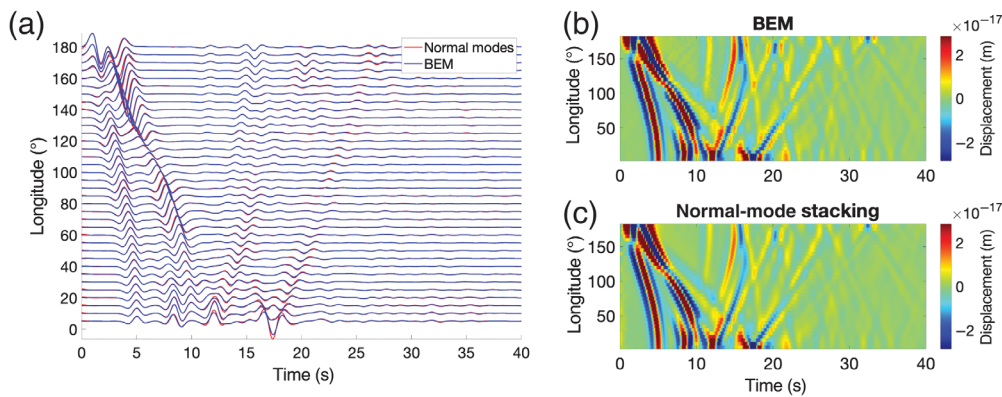 (a)
180
160
140
120
100
80
60
40
20
0
Longitude (°)
Normal modes
BEM
0 5 10 15 20 25 30 35 40
Time (s)
(b)
BEM
×10⁻¹⁷
150
100
50
Longitude (°)
0 10 20 30 40
2
0
−2
Displacement (m)
(c)
Normal-mode stacking
×10⁻¹⁷
150
100
50
Longitude (°)
0 10 20 30 40
Time (s)
2
0
−2
Displacement (m)